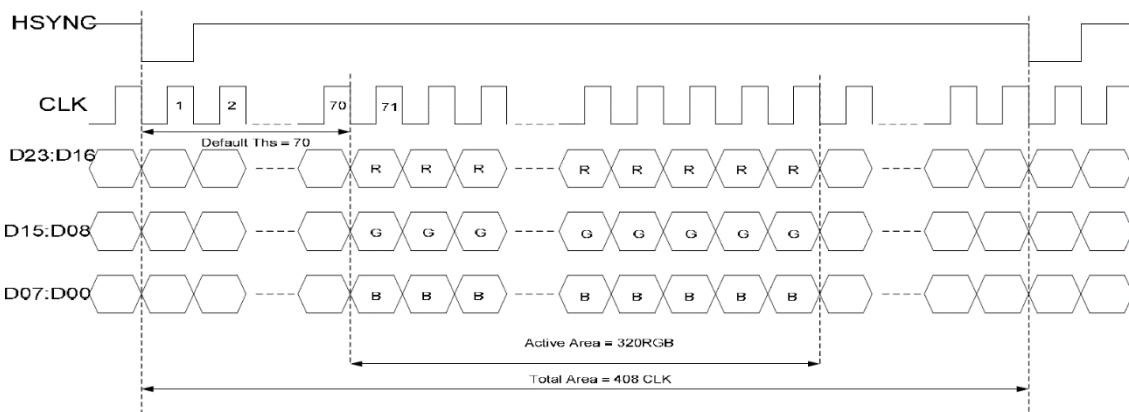 HSYNC
CLK
1 2 70 71
Default Ths = 70
D23:D16
R R R R R R R R
D15:D08
G G G G G G G G
D07:D00
B B B B B B B B
Active Area = 320RGB
Total Area = 408 CLK